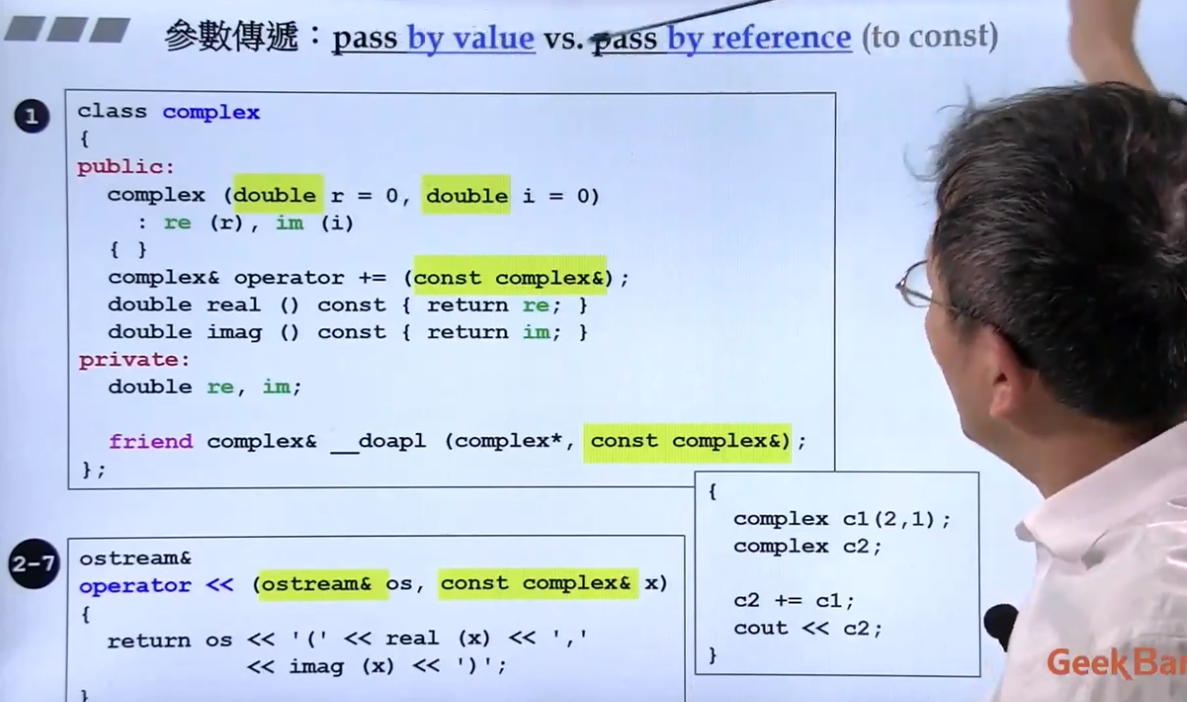 參數傳遞：pass by value vs. pass by reference (to const)
1
class complex
{
public:
complex (double r = 0, double i = 0)
: re (r), im (i)
{ }
complex& operator += (const complex&);
double real () const { return re; }
double imag () const { return im; }
private:
double re, im;
friend complex& __doapl (complex*, const complex&);
};
2-7
ostream&
operator << (ostream& os, const complex& x)
{
return os << '(' << real (x) << ','
<< imag (x) << ')';
}
{
complex c1(2,1);
complex c2;
c2 += c1;
cout << c2;
}